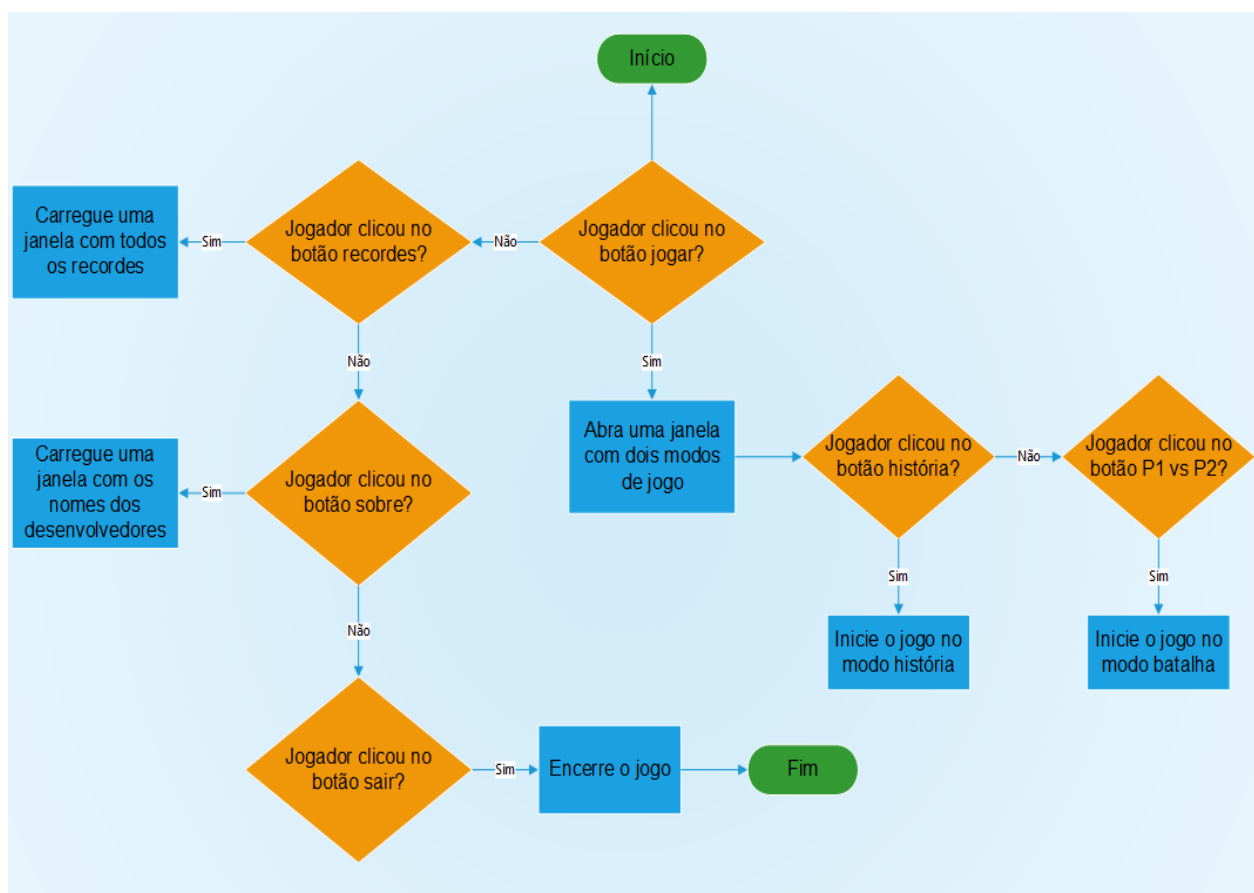 Início
Jogador clicou no
botão jogar?
Não
Jogador clicou no
botão recordes?
Sim
Carregue uma
janela com todos
os recordes
Não
Jogador clicou no
botão sobre?
Sim
Carregue uma
janela com os
nomes dos
desenvolvedores
Não
Jogador clicou no
botão sair?
Sim
Encerre o jogo
Fim
Sim
Abra uma janela
com dois modos
de jogo
Jogador clicou no
botão história?
Não
Jogador clicou no
botão P1 vs P2?
Sim
Inicie o jogo no
modo história
Sim
Inicie o jogo no
modo batalha